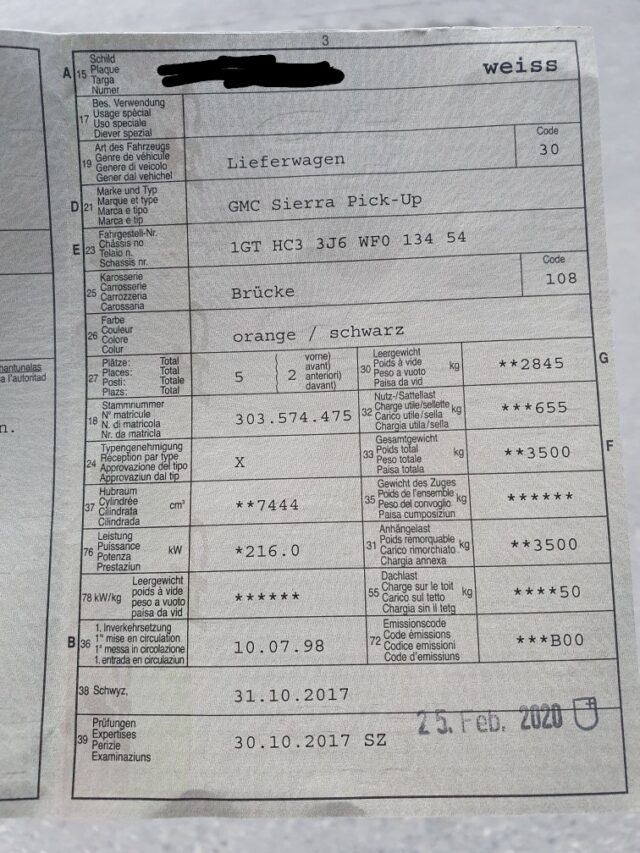 3
A 15 Schild
Plaque
Targa
Numer
weiss
17 Bes. Verwendung
Usage spécial
Uso speciale
Diever spezial
19 Art des Fahrzeugs
Genre de véhicule
Genere di veicolo
Gener dal vehichel
Lieferwagen
Code
30
D 21 Marke und Typ
Marque et type
Marca e tipo
Marca e tip
GMC Sierra Pick-Up
E 23 Fahrgestell-Nr.
Châssis no
Telaio n.
Schassis nr.
1GT HC3 3J6 WF0 134 54
25 Karosserie
Carrosserie
Carrozzeria
Carossaria
Brücke
Code
108
26 Farbe
Couleur
Colore
Colur
orange / schwarz
27 Plätze: Total
Places: Total
Posti: Totale
Plazs: Total
5
2
vorne)
avant)
anteriori)
davant)
30 Leergewicht
Poids à vide
Peso a vuoto
Paisa da vid
kg
**2845
G
18 Stammnummer
N° matricule
N. di matricola
Nr. da matricla
303.574.475
32 Nutz-/Sattellast
Charge utile/sellette
Carico utile/sella
Chargia utila/sella
kg
***655
24 Typengenehmigung
Réception par type
Approvazione del tipo
Approvaziun dal tip
X
33 Gesamtgewicht
Poids total
Peso totale
Paisa totala
kg
**3500
F
37 Hubraum
Cylindrée
Cilindrata
Cilindrada
cm³
**7444
35 Gewicht des Zuges
Poids de l'ensemble
Peso del convoglio
Paisa cumposiziun
kg
******
76 Leistung
Puissance
Potenza
Prestaziun
kW
*216.0
31 Anhängelast
Poids remorquable
Carico rimorchiato
Chargia annexa
kg
**3500
78 kW/kg
Leergewicht
poids à vide
peso a vuoto
paisa da vid
******
55 Dachlast
Charge sur le toit
Carico sul tetto
Chargia sin il tetg
kg
****50
B 36 1. Inverkehrsetzung
1re mise en circulation
1a messa in circolazione
1. entrada en circulaziun
10.07.98
72 Emissionscode
Code émissions
Codice emissioni
Code d'emissiuns
***B00
38 Schwyz,
31.10.2017
39 Prüfungen
Expertises
Perizie
Examinaziuns
30.10.2017 SZ
25. Feb. 2020
hantunalas
a l'autoritad
n.